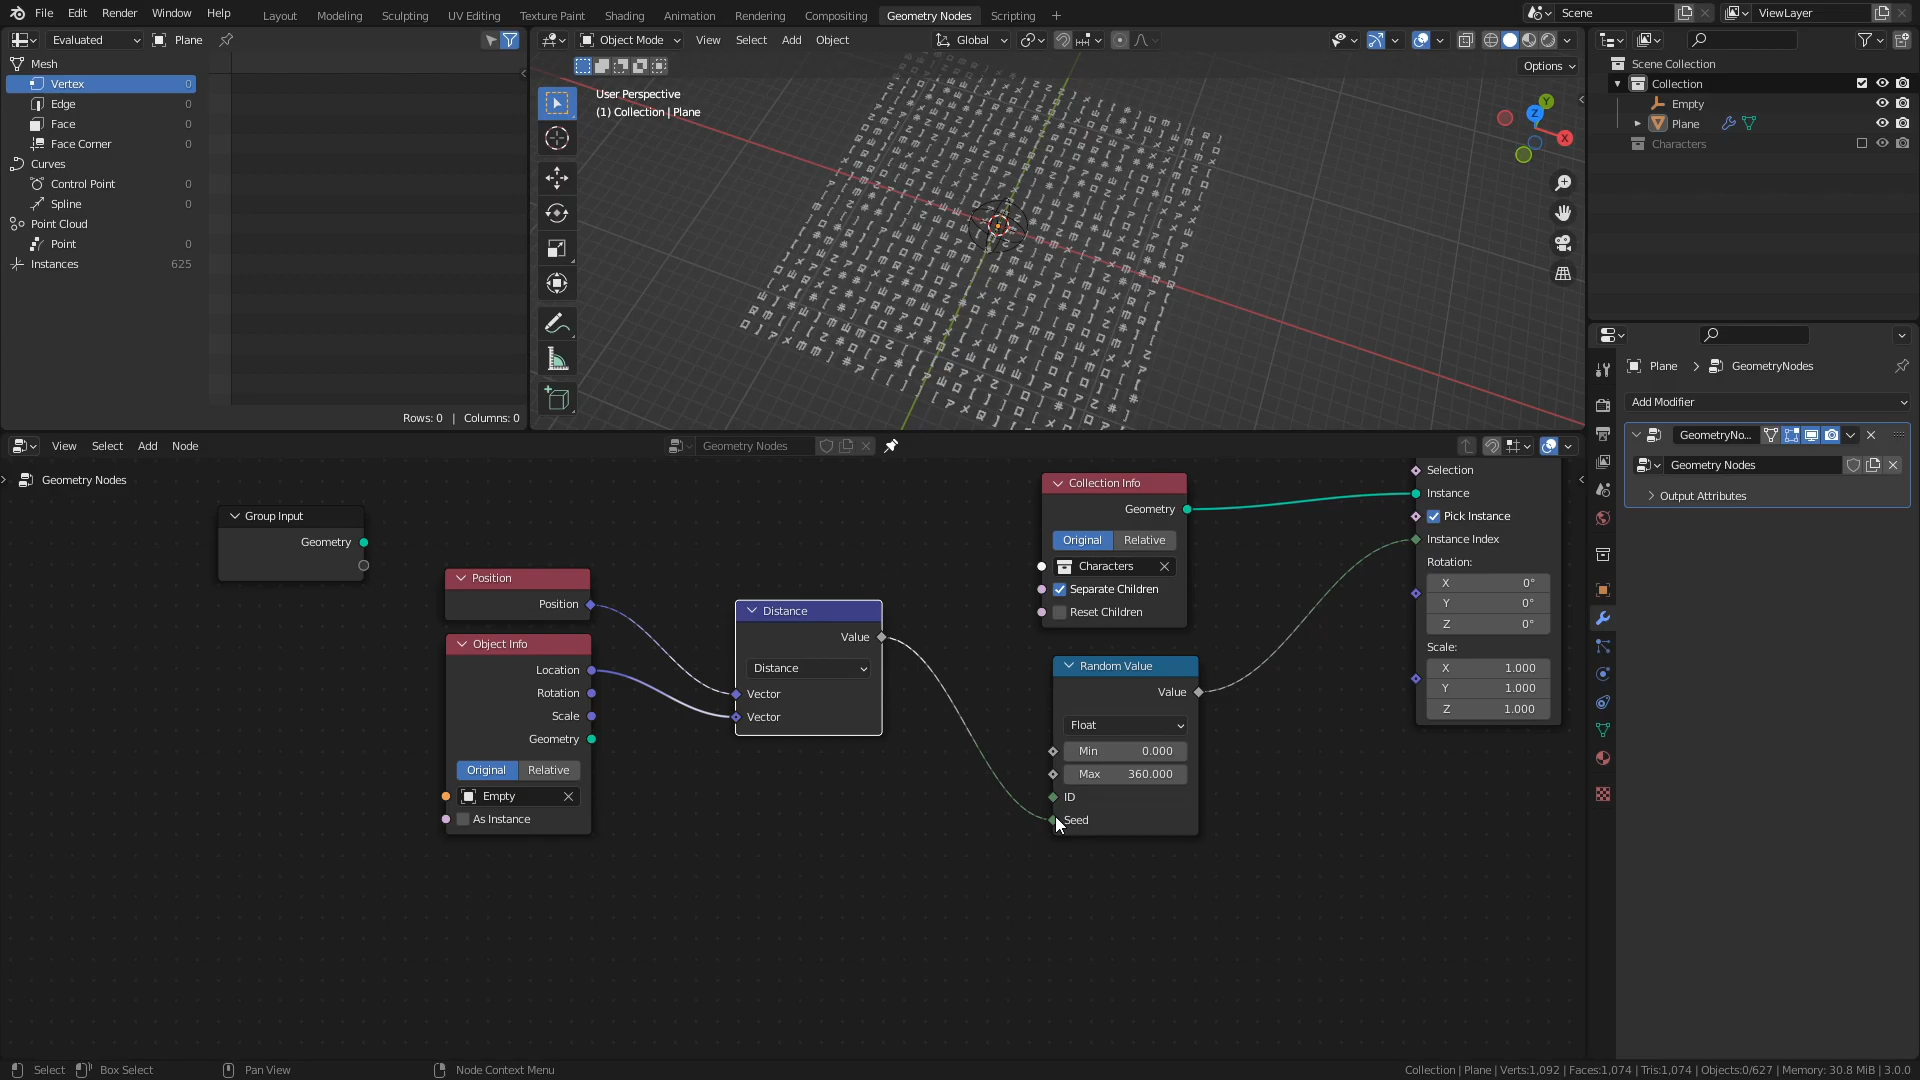 File Edit Render Window Help Layout Modeling Sculpting UV Editing Texture Paint Shading Animation Rendering Compositing Geometry Nodes Scripting + Scene ViewLayer
Evaluated Plane
Mesh
Vertex 0
Edge 0
Face 0
Face Corner 0
Curves
Control Point 0
Spline 0
Point Cloud
Point 0
Instances 625
Rows: 0 | Columns: 0
Object Mode View Select Add Object Global
Options
User Perspective
(1) Collection | Plane
Y
Z
X
Scene Collection
Collection
Empty
Plane
Characters
Plane > GeometryNodes
Add Modifier
GeometryNo...
Geometry Nodes
Output Attributes
View Select Add Node Geometry Nodes
Geometry Nodes
Group Input
Geometry
Position
Position
Object Info
Location
Rotation
Scale
Geometry
Original Relative
Empty
As Instance
Distance
Value
Distance
Vector
Vector
Collection Info
Geometry
Original Relative
Characters
Separate Children
Reset Children
Random Value
Value
Float
Min 0.000
Max 360.000
ID
Seed
Selection
Instance
Pick Instance
Instance Index
Rotation:
X 0°
Y 0°
Z 0°
Scale:
X 1.000
Y 1.000
Z 1.000
Select Box Select Pan View Node Context Menu Collection | Plane | Verts:1,092 | Faces:1,074 | Tris:1,074 | Objects:0/627 | Memory: 30.8 MiB | 3.0.0